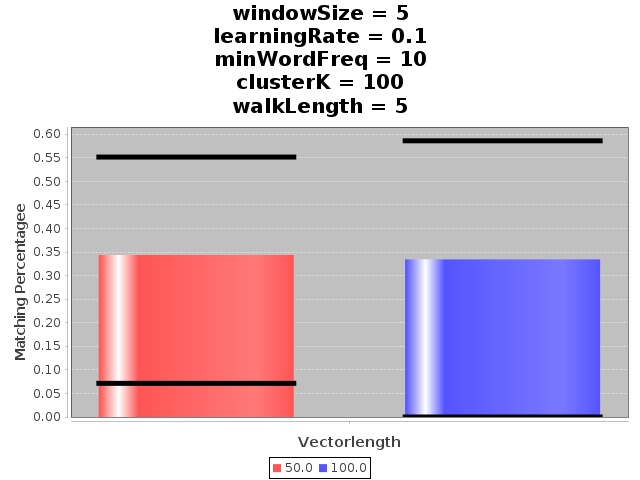 windowSize = 5
learningRate = 0.1
minWordFreq = 10
clusterK = 100
walkLength = 5
0.60
0.55
0.50
0.45
0.40
0.35
0.30
0.25
0.20
0.15
0.10
0.05
0.00
Matching Percentagee
Vectorlength
50.0 100.0